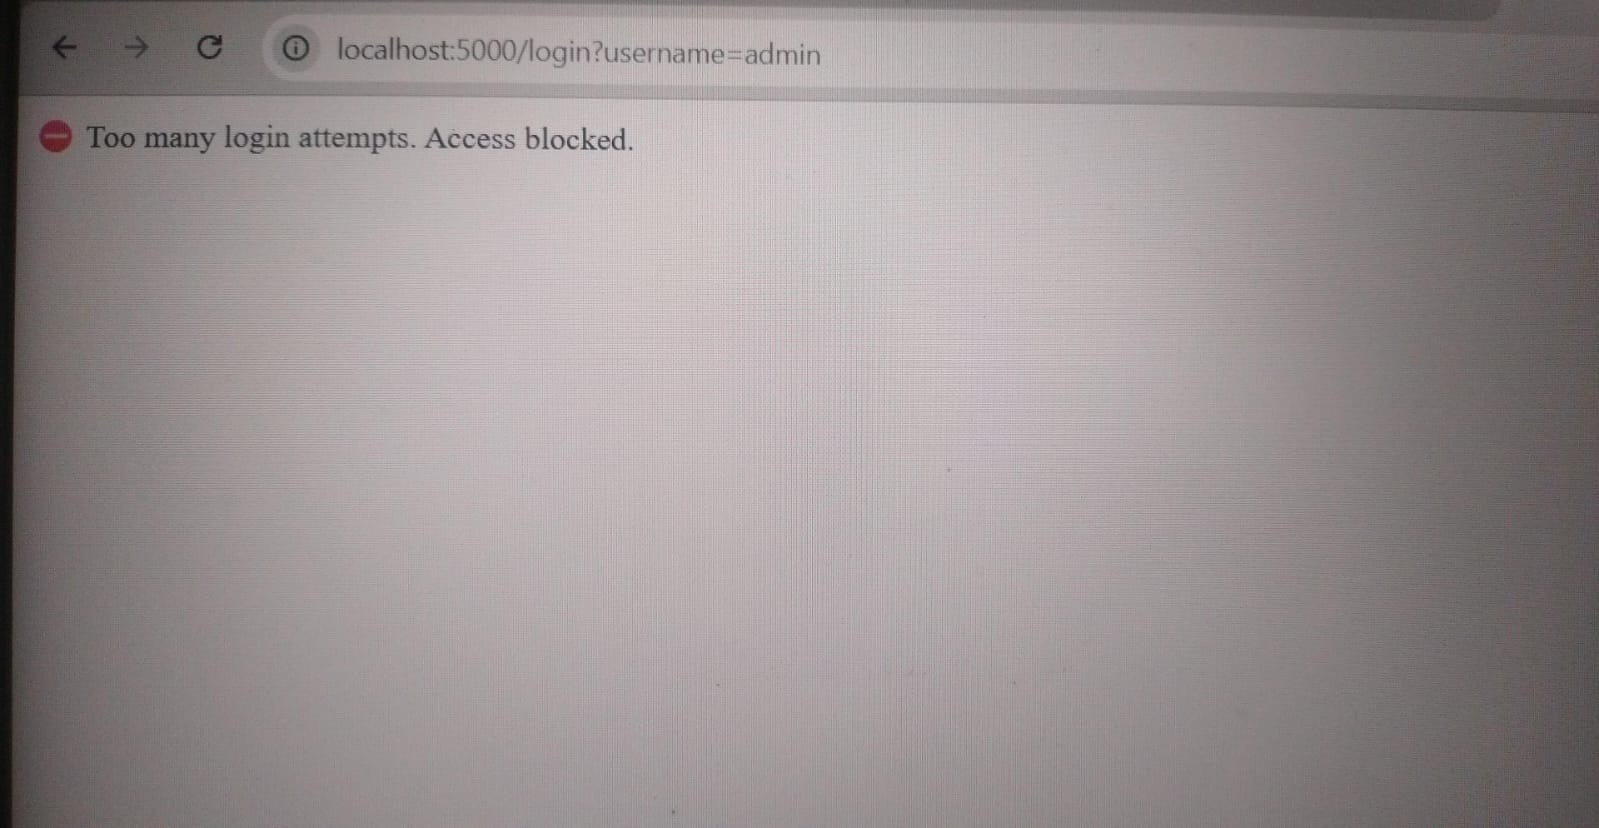 localhost:5000/login?username=admin
Too many login attempts. Access blocked.